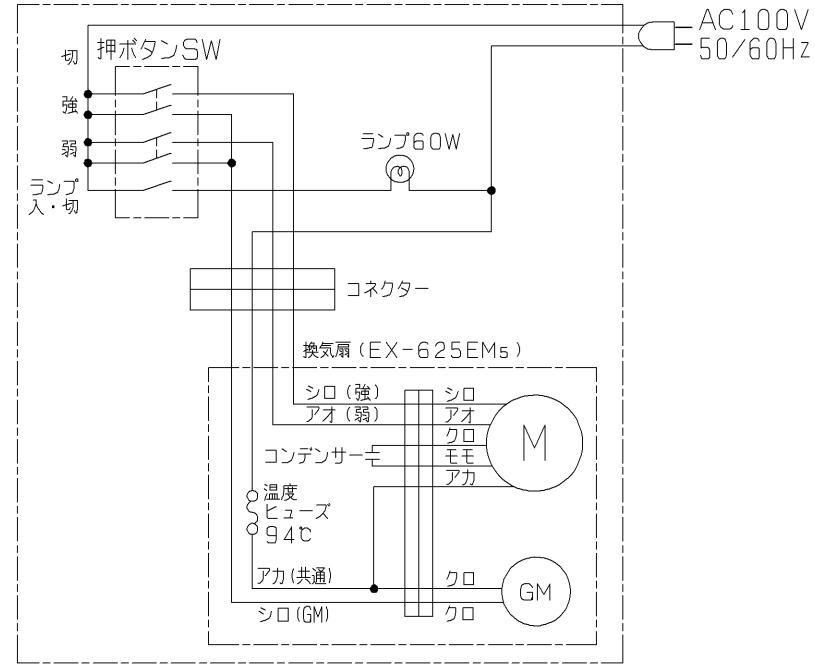 AC100V
50/60Hz
切
押ボタンSW
強
弱
ランプ60W
ランプ
入・切
コネクター
換気扇(EX-625EM5)
シロ(強)
シロ
アオ(弱)
アオ
クロ
コンデンサー
モモ
アカ
M
温度
ヒューズ
94℃
アカ(共通)
クロ
GM
シロ(GM)
クロ